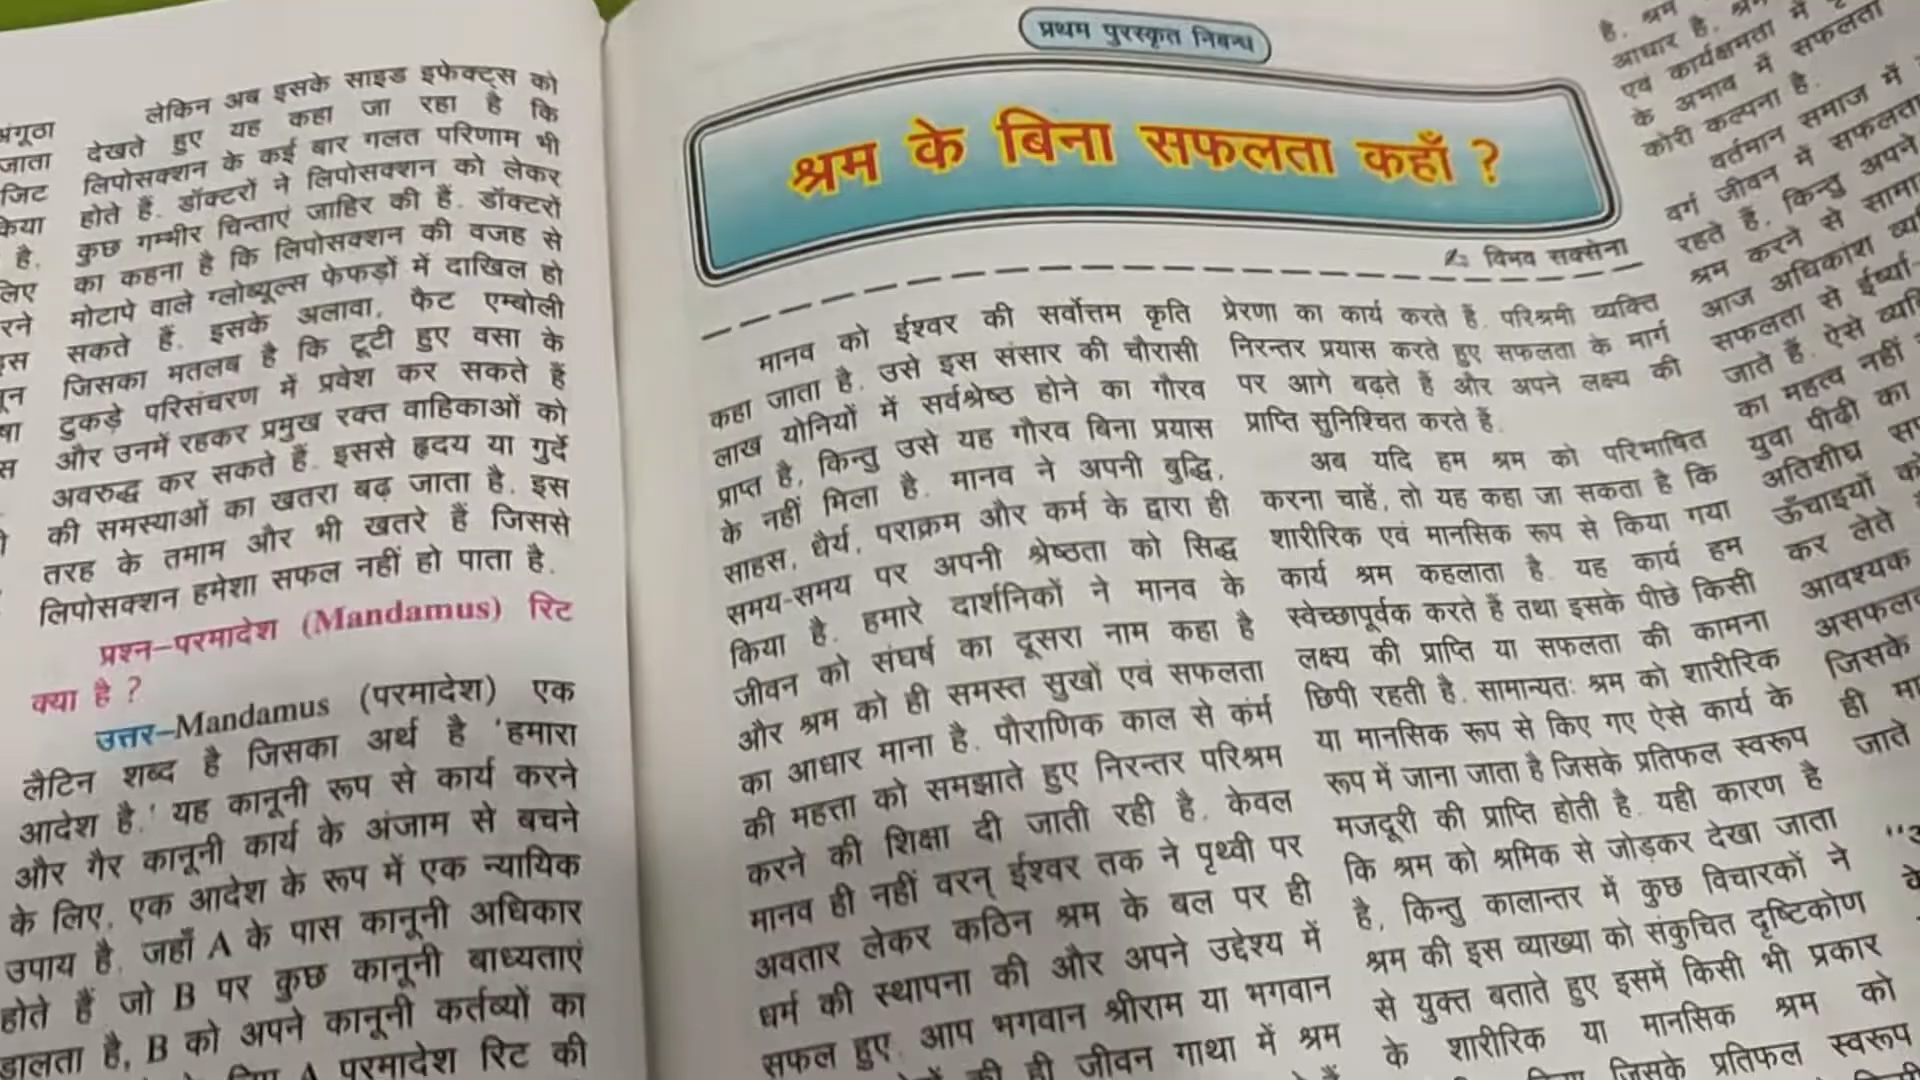 अंगूठा
जाता
जिट
है.
रने
लेकिन अब इसके साइड इफेक्ट्स को
देखते हुए यह कहा जा रहा है कि
लिपोसक्शन के कई बार गलत परिणाम भी
होते हैं. डॉक्टरों ने लिपोसक्शन को लेकर
कुछ गम्भीर चिन्ताएं जाहिर की हैं. डॉक्टरों
का कहना है कि लिपोसक्शन की वजह से
मोटापे वाले ग्लोब्यूल्स फेफड़ों में दाखिल हो
सकते हैं. इसके अलावा, फैट एम्बोली
जिसका मतलब है कि टूटी हुए वसा के
टुकड़े परिसंचरण में प्रवेश कर सकते हैं
और उनमें रहकर प्रमुख रक्त वाहिकाओं को
अवरुद्ध कर सकते हैं. इससे हृदय या गुर्दे
की समस्याओं का खतरा बढ़ जाता है. इस
तरह के तमाम और भी खतरे हैं जिससे
लिपोसक्शन हमेशा सफल नहीं हो पाता है.
प्रश्न–परमादेश (Mandamus) रिट
क्या है ?
उत्तर–Mandamus (परमादेश) एक
लैटिन शब्द है जिसका अर्थ है 'हमारा
आदेश है.' यह कानूनी रूप से कार्य करने
और गैर कानूनी कार्य के अंजाम से बचने
के लिए, एक आदेश के रूप में एक न्यायिक
उपाय है. जहाँ A के पास कानूनी अधिकार
होते हैं जो B पर कुछ कानूनी बाध्यताएं
डालता है, B को अपने कानूनी कर्तव्यों का
A परमादेश रिट की
प्रथम पुरस्कृत निबन्ध
श्रम के बिना सफलता कहाँ ?
विभव सक्सेना
मानव को ईश्वर की सर्वोत्तम कृति
कहा जाता है. उसे इस संसार की चौरासी
लाख योनियों में सर्वश्रेष्ठ होने का गौरव
प्राप्त है, किन्तु उसे यह गौरव बिना प्रयास
के नहीं मिला है. मानव ने अपनी बुद्धि,
साहस, धैर्य, पराक्रम और कर्म के द्वारा ही
समय-समय पर अपनी श्रेष्ठता को सिद्ध
किया है. हमारे दार्शनिकों ने मानव के
जीवन को संघर्ष का दूसरा नाम कहा है
और श्रम को ही समस्त सुखों एवं सफलता
का आधार माना है. पौराणिक काल से कर्म
की महत्ता को समझाते हुए निरन्तर परिश्रम
करने की शिक्षा दी जाती रही है. केवल
मानव ही नहीं वरन् ईश्वर तक ने पृथ्वी पर
अवतार लेकर कठिन श्रम के बल पर ही
धर्म की स्थापना की और अपने उद्देश्य में
सफल हुए. आप भगवान श्रीराम या भगवान
की ही जीवन गाथा में श्रम
प्रेरणा का कार्य करते हैं. परिश्रमी व्यक्ति
निरन्तर प्रयास करते हुए सफलता के मार्ग
पर आगे बढ़ते हैं और अपने लक्ष्य की
प्राप्ति सुनिश्चित करते हैं.
अब यदि हम श्रम को परिभाषित
करना चाहें, तो यह कहा जा सकता है कि
शारीरिक एवं मानसिक रूप से किया गया
कार्य श्रम कहलाता है. यह कार्य हम
स्वेच्छापूर्वक करते हैं तथा इसके पीछे किसी
लक्ष्य की प्राप्ति या सफलता की कामना
छिपी रहती है. सामान्यतः श्रम को शारीरिक
या मानसिक रूप से किए गए ऐसे कार्य के
रूप में जाना जाता है जिसके प्रतिफल स्वरूप
मजदूरी की प्राप्ति होती है. यही कारण है
कि श्रम को श्रमिक से जोड़कर देखा जाता
है, किन्तु कालान्तर में कुछ विचारकों ने
श्रम की इस व्याख्या को संकुचित दृष्टिकोण
से युक्त बताते हुए इसमें किसी भी प्रकार
के शारीरिक या मानसिक श्रम को
जिसके प्रतिफल स्वरूप
है. श्रम
आधार है.
एवं कार्यक्षमता में
के अभाव में सफलता
कोरी कल्पना है.
वर्तमान समाज में
वर्ग जीवन में सफलता
रहते हैं, किन्तु अपने
श्रम करने से
आज अधिकांश
सफलता से ईर्ष्या-
जाते हैं. ऐसे
का महत्व नहीं
युवा पीढ़ी का
अतिशीघ्र
ऊँचाइयों को
कर लेते
आवश्यक
जिसके
ही
जाते